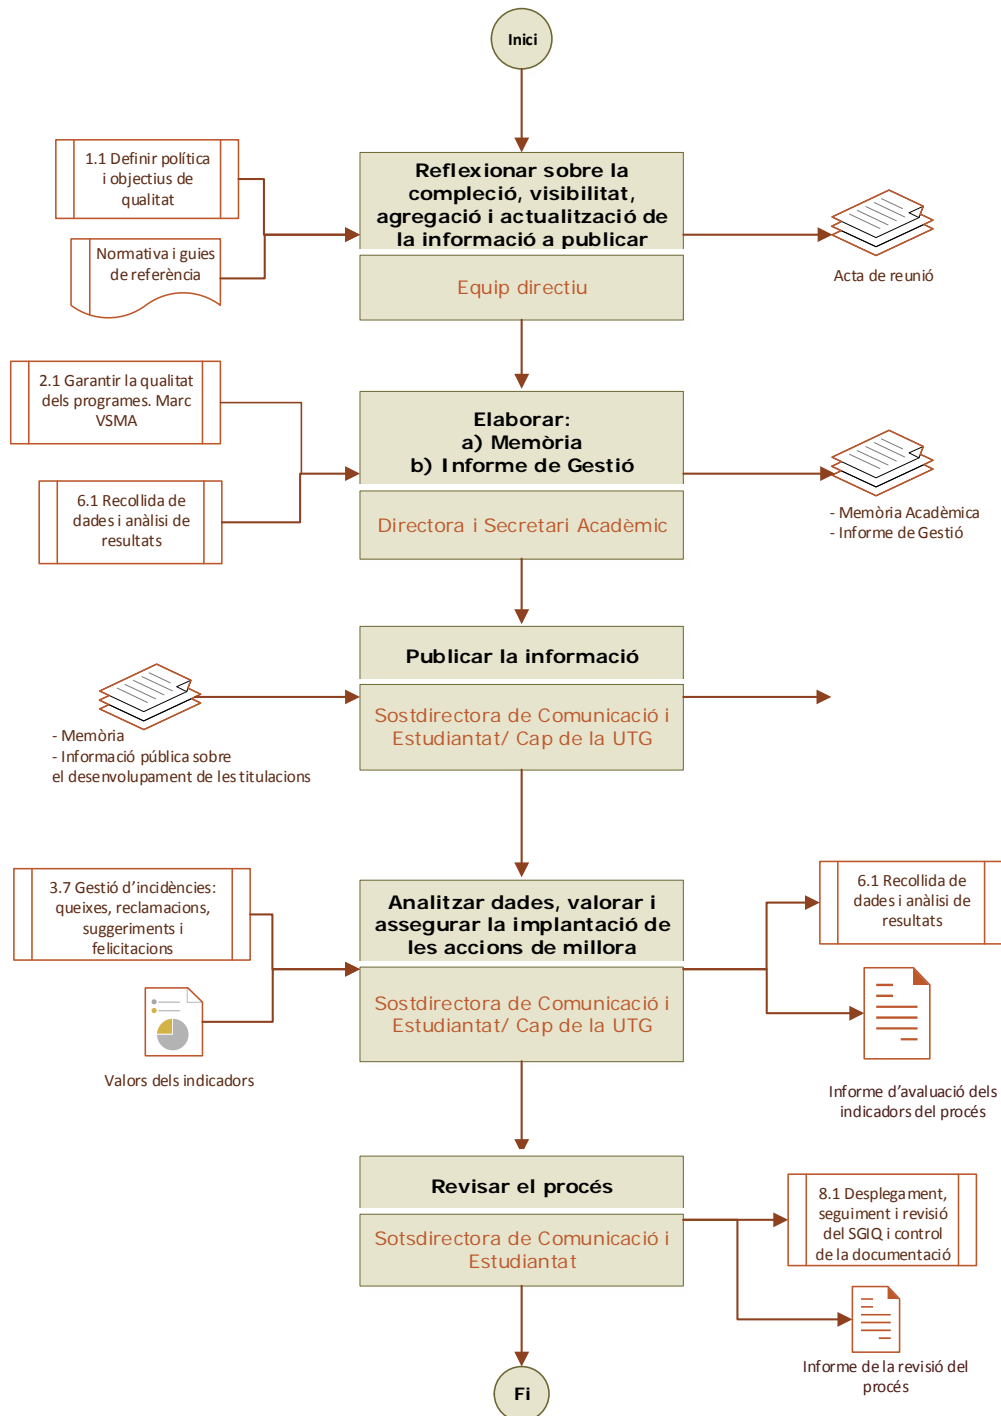 Inici
1.1 Definir política
i objectius de
qualitat
Normativa i guies
de referència
Reflexionar sobre la
compleció, visibilitat,
agregació i actualització de
la informació a publicar
Equip directiu
Acta de reunió
2.1 Garantir la qualitat
dels programes. Marc
VSMA
6.1 Recollida de
dades i anàlisi de
resultats
Elaborar:
a) Memòria
b) Informe de Gestió
Directora i Secretari Acadèmic
- Memòria Acadèmica
- Informe de Gestió
Publicar la informació
Sostdirectora de Comunicació i
Estudiantat/ Cap de la UTG
- Memòria
- Informació pública sobre
el desenvolupament de les titulacions
3.7 Gestió d'incidències:
queixes, reclamacions,
suggeriments i
felicitacions
Valors dels indicadors
Analitzar dades, valorar i
assegurar la implantació de
les accions de millora
Sostdirectora de Comunicació i
Estudiantat/ Cap de la UTG
6.1 Recollida de
dades i anàlisi de
resultats
Informe d'avaluació dels
indicadors del procés
Revisar el procés
Sotsdirectora de Comunicació i
Estudiantat
8.1 Desplegament,
seguiment i revisió
del SGIQ i control
de la documentació
Informe de la revisió del
procés
Fi